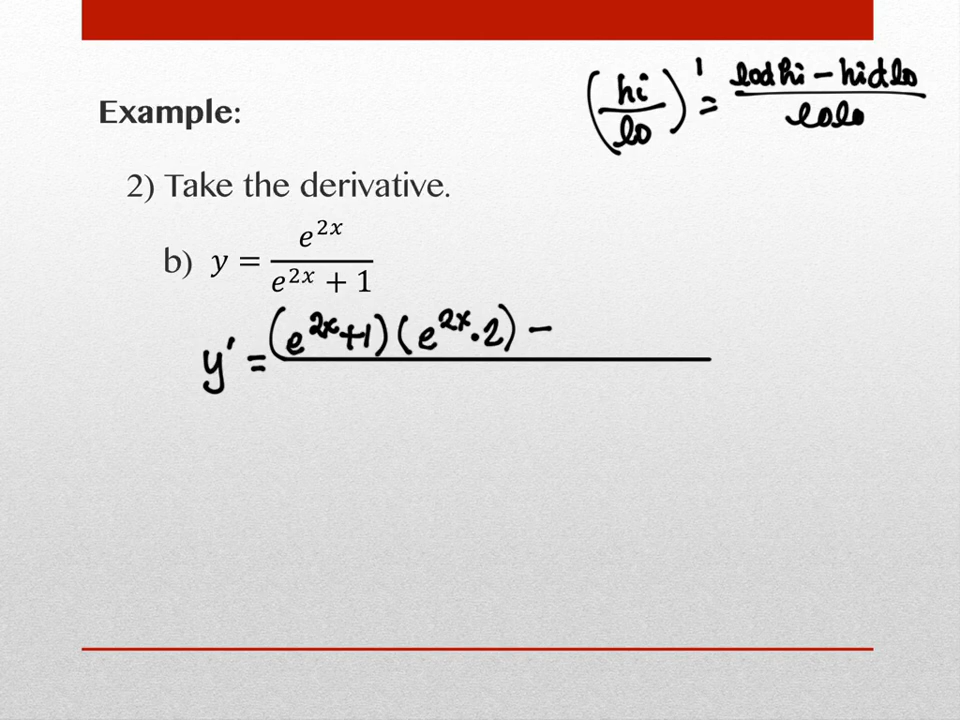 Example:
(hi/lo)' = (lodhi - hidlo)/(lolo)
2) Take the derivative.
b) y = e^{2x}/(e^{2x} + 1)
y' = (e^{2x}+1)(e^{2x}·2) -